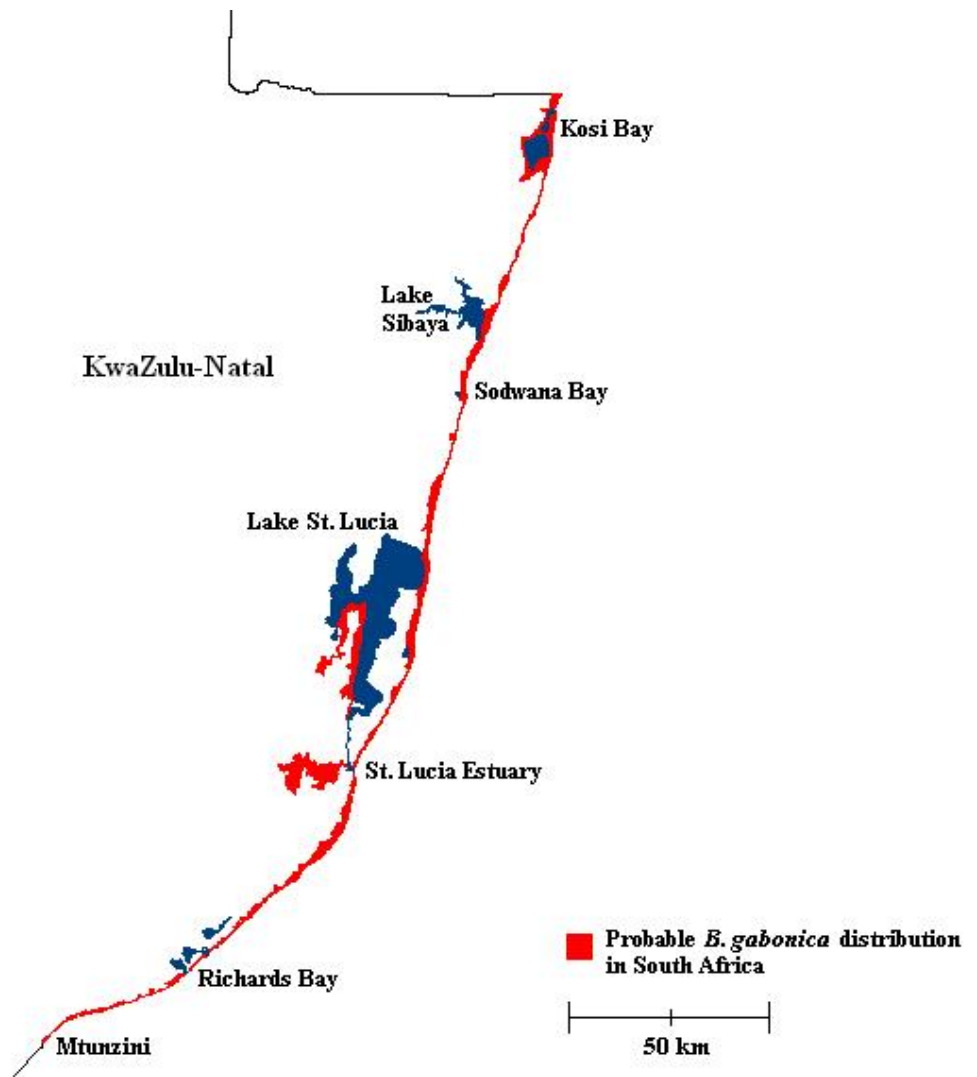 Kosi Bay
Lake
Sibaya
KwaZulu-Natal
Sodwana Bay
Lake St. Lucia
St. Lucia Estuary
Probable B. gabonica distribution
in South Africa
Richards Bay
50 km
Mtunzini